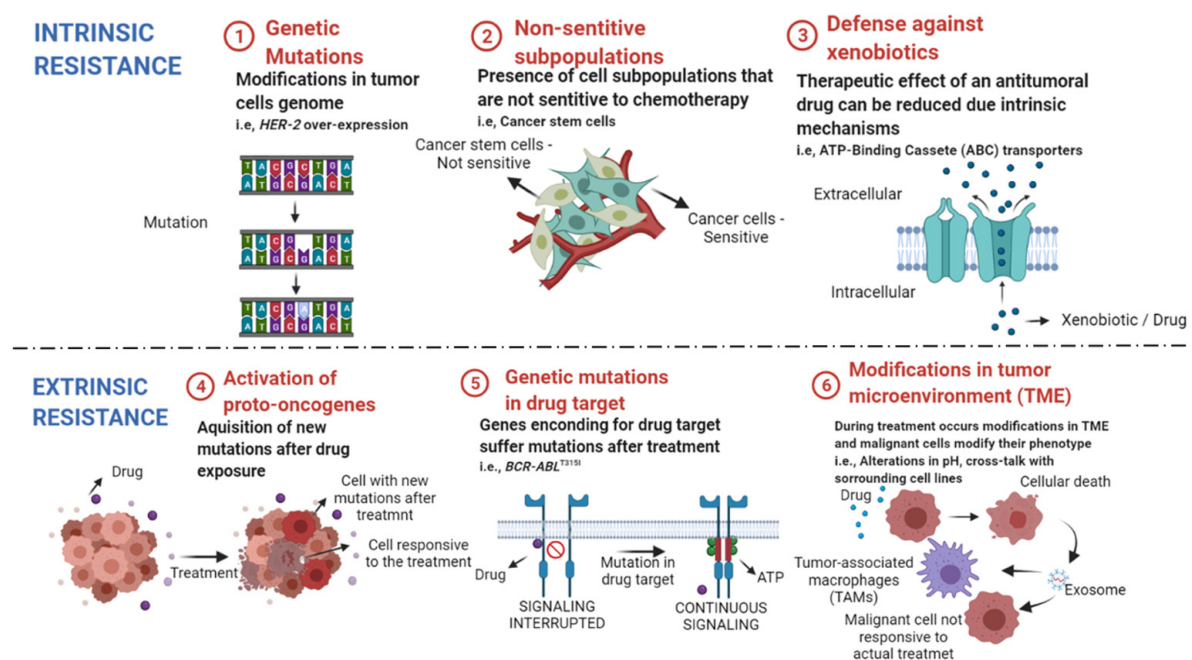 INTRINSIC
RESISTANCE
1
Genetic
Mutations
Modifications in tumor
cells genome
i.e, HER-2 over-expression
T A C G C T G A
A T G C G A C T
Mutation
T A C G T G A
A T G C G A C T
T A C G A T G A
A T G C G A C T
2
Non-sentitive
subpopulations
Presence of cell subpopulations that
are not sentitive to chemotherapy
i.e, Cancer stem cells
Cancer stem cells -
Not sensitive
Cancer cells -
Sensitive
3
Defense against
xenobiotics
Therapeutic effect of an antitumoral
drug can be reduced due intrinsic
mechanisms
i.e, ATP-Binding Cassete (ABC) transporters
Extracellular
Intracellular
Xenobiotic / Drug
EXTRINSIC
RESISTANCE
4
Activation of
proto-oncogenes
Aquisition of new
mutations after drug
exposure
Drug
Treatment
Cell with new
mutations after
treatmnt
Cell responsive
to the treatment
5
Genetic mutations
in drug target
Genes enconding for drug target
suffer mutations after treatment
i.e., BCR-ABLT315I
Drug
Mutation in
drug target
ATP
SIGNALING
INTERRUPTED
CONTINUOUS
SIGNALING
6
Modifications in tumor
microenvironment (TME)
During treatment occurs modifications in TME
and malignant cells modify their phenotype
i.e., Alterations in pH, cross-talk with
sorrounding cell lines
Drug
Cellular death
Tumor-associated
macrophages
(TAMs)
Exosome
Malignant cell not
responsive to
actual treatmet